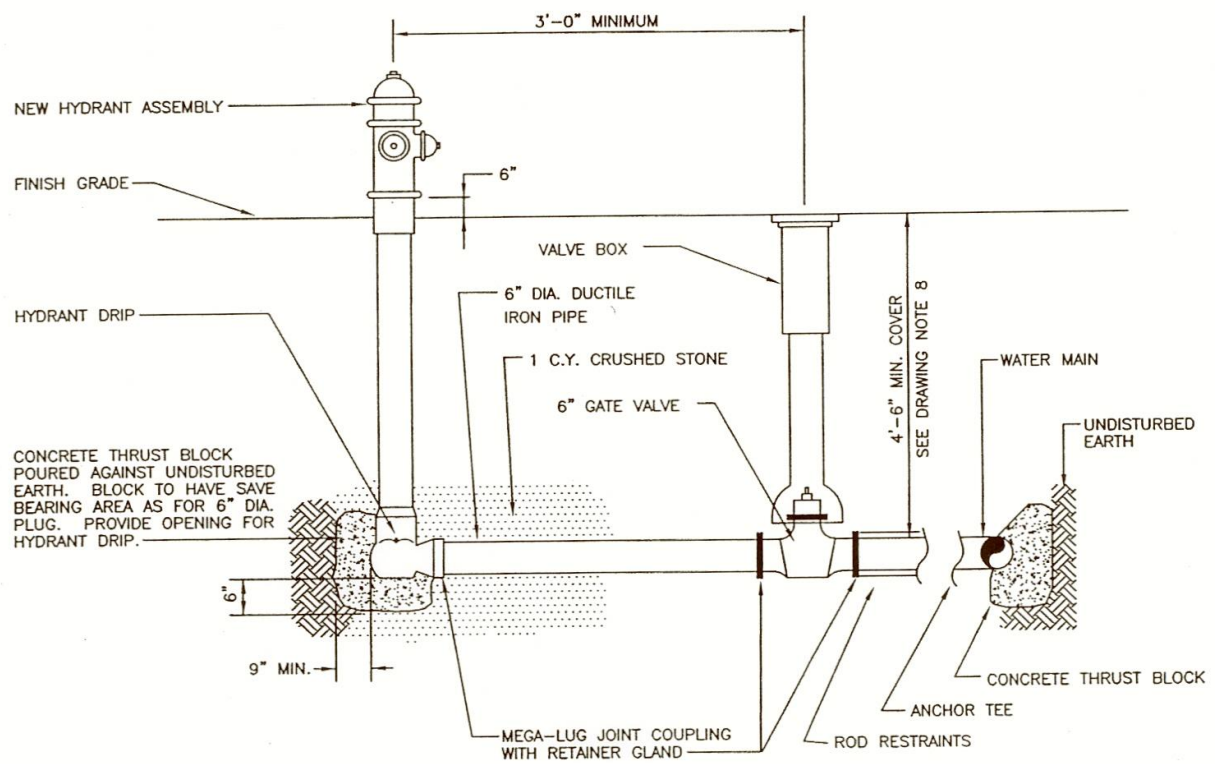 3'-0" MINIMUM
NEW HYDRANT ASSEMBLY
FINISH GRADE
6"
VALVE BOX
HYDRANT DRIP
6" DIA. DUCTILE
IRON PIPE
1 C.Y. CRUSHED STONE
6" GATE VALVE
4'-6" MIN. COVER
SEE DRAWING NOTE 8
WATER MAIN
UNDISTURBED
EARTH
CONCRETE THRUST BLOCK
POURED AGAINST UNDISTURBED
EARTH. BLOCK TO HAVE SAVE
BEARING AREA AS FOR 6" DIA.
PLUG. PROVIDE OPENING FOR
HYDRANT DRIP.
6"
9" MIN.
CONCRETE THRUST BLOCK
ANCHOR TEE
ROD RESTRAINTS
MEGA-LUG JOINT COUPLING
WITH RETAINER GLAND